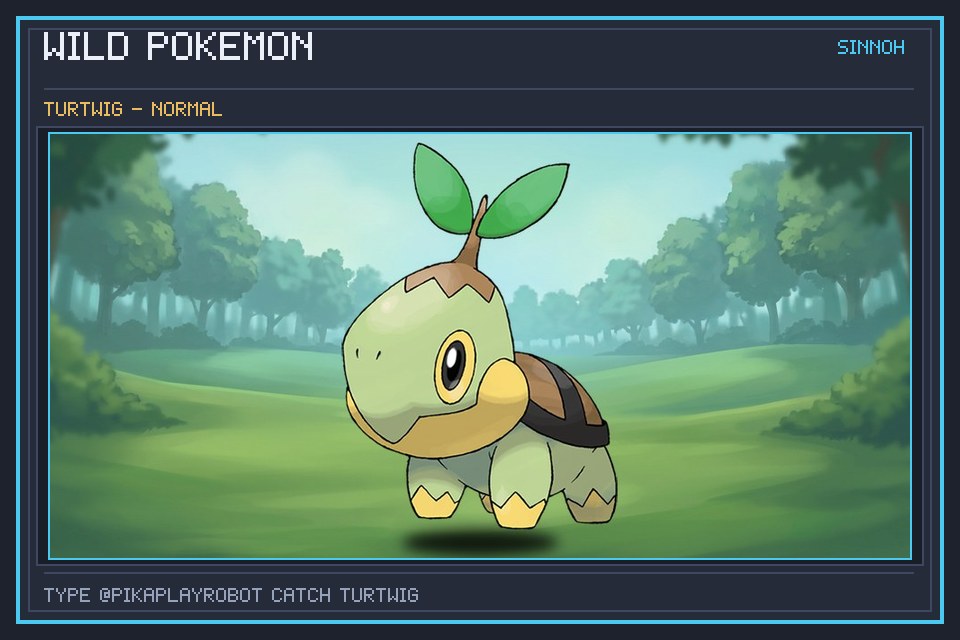 WILD POKEMON
SINNOH
TURTWIG - NORMAL
TYPE @PIKAPLAYROBOT CATCH TURTWIG